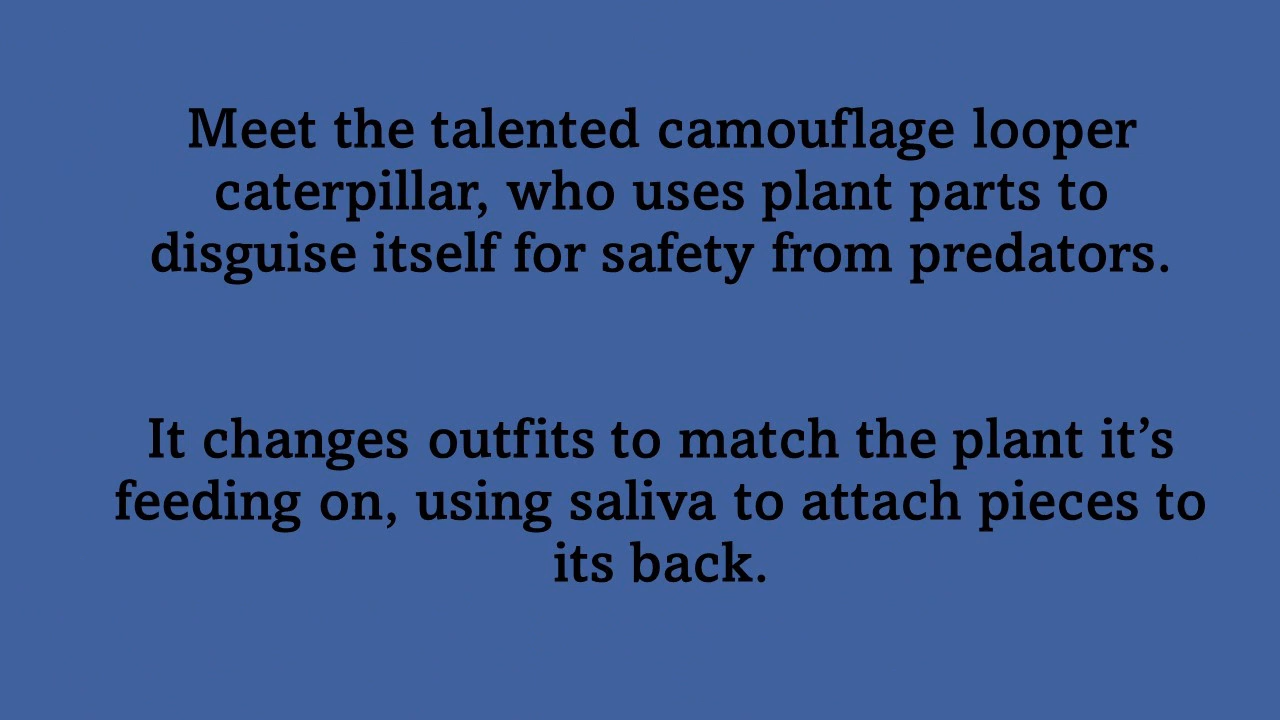 Meet the talented camouflage looper
caterpillar, who uses plant parts to
disguise itself for safety from predators.
It changes outfits to match the plant it’s
feeding on, using saliva to attach pieces to
its back.